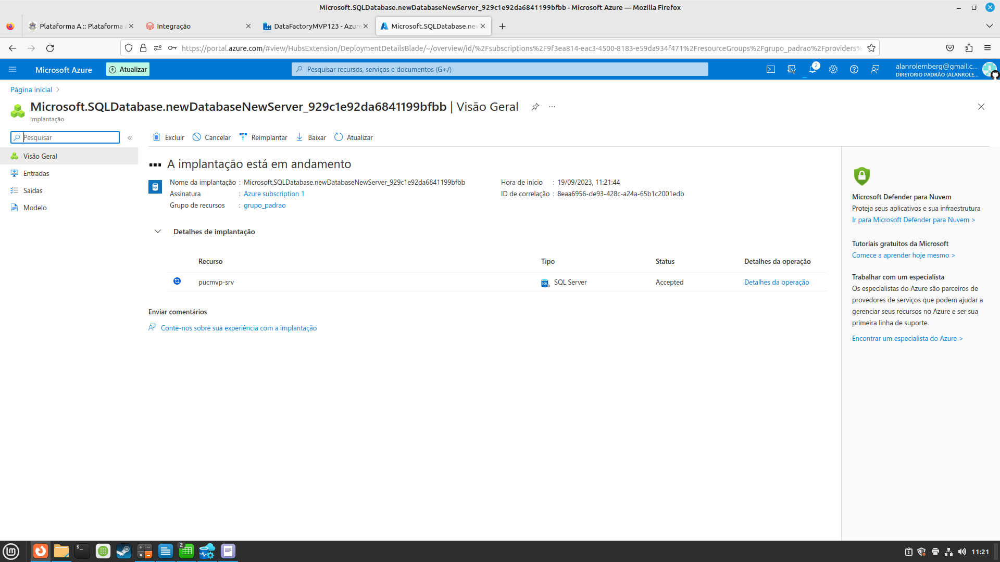 Microsoft.SQLDatabase.newDatabaseNewServer_929c1e92da6841199bfbb - Microsoft Azure — Mozilla Firefox
Plataforma A :: Plataforma
Integração
DataFactoryMVP123 - Azure
Microsoft.SQLDatabase.new
https://portal.azure.com/#view/HubsExtension/DeploymentDetailsBlade/~/overview/id/%2Fsubscriptions%2F9f3ea814-eac3-4500-8183-e59da934f471%2FresourceGroups%2Fgrupo_padrao%2Fproviders%
Microsoft Azure
Atualizar
Pesquisar recursos, serviços e documentos (G+/)
2
alanrolemberg@gmail.c...
DIRETÓRIO PADRÃO (ALANROLE...
Página inicial
Microsoft.SQLDatabase.newDatabaseNewServer_929c1e92da6841199bfbb | Visão Geral
Implantação
Pesquisar
Excluir
Cancelar
Reimplantar
Baixar
Atualizar
Visão Geral
Entradas
Saídas
Modelo
A implantação está em andamento
Nome da implantação : Microsoft.SQLDatabase.newDatabaseNewServer_929c1e92da6841199bfbb
Assinatura : Azure subscription 1
Grupo de recursos : grupo_padrao
Hora de início : 19/09/2023, 11:21:44
ID de correlação : 8eaa6956-de93-428c-a24a-65b1c2001edb
Detalhes de implantação
Recurso Tipo Status Detalhes da operação
pucmvp-srv SQL Server Accepted Detalhes da operação
Enviar comentários
Conte-nos sobre sua experiência com a implantação
Microsoft Defender para Nuvem
Proteja seus aplicativos e sua infraestrutura
Ir para Microsoft Defender para Nuvem >
Tutoriais gratuitos da Microsoft
Comece a aprender hoje mesmo >
Trabalhar com um especialista
Os especialistas do Azure são parceiros de
provedores de serviços que podem ajudar a
gerenciar seus recursos no Azure e ser sua
primeira linha de suporte.
Encontrar um especialista do Azure >
2
11:21